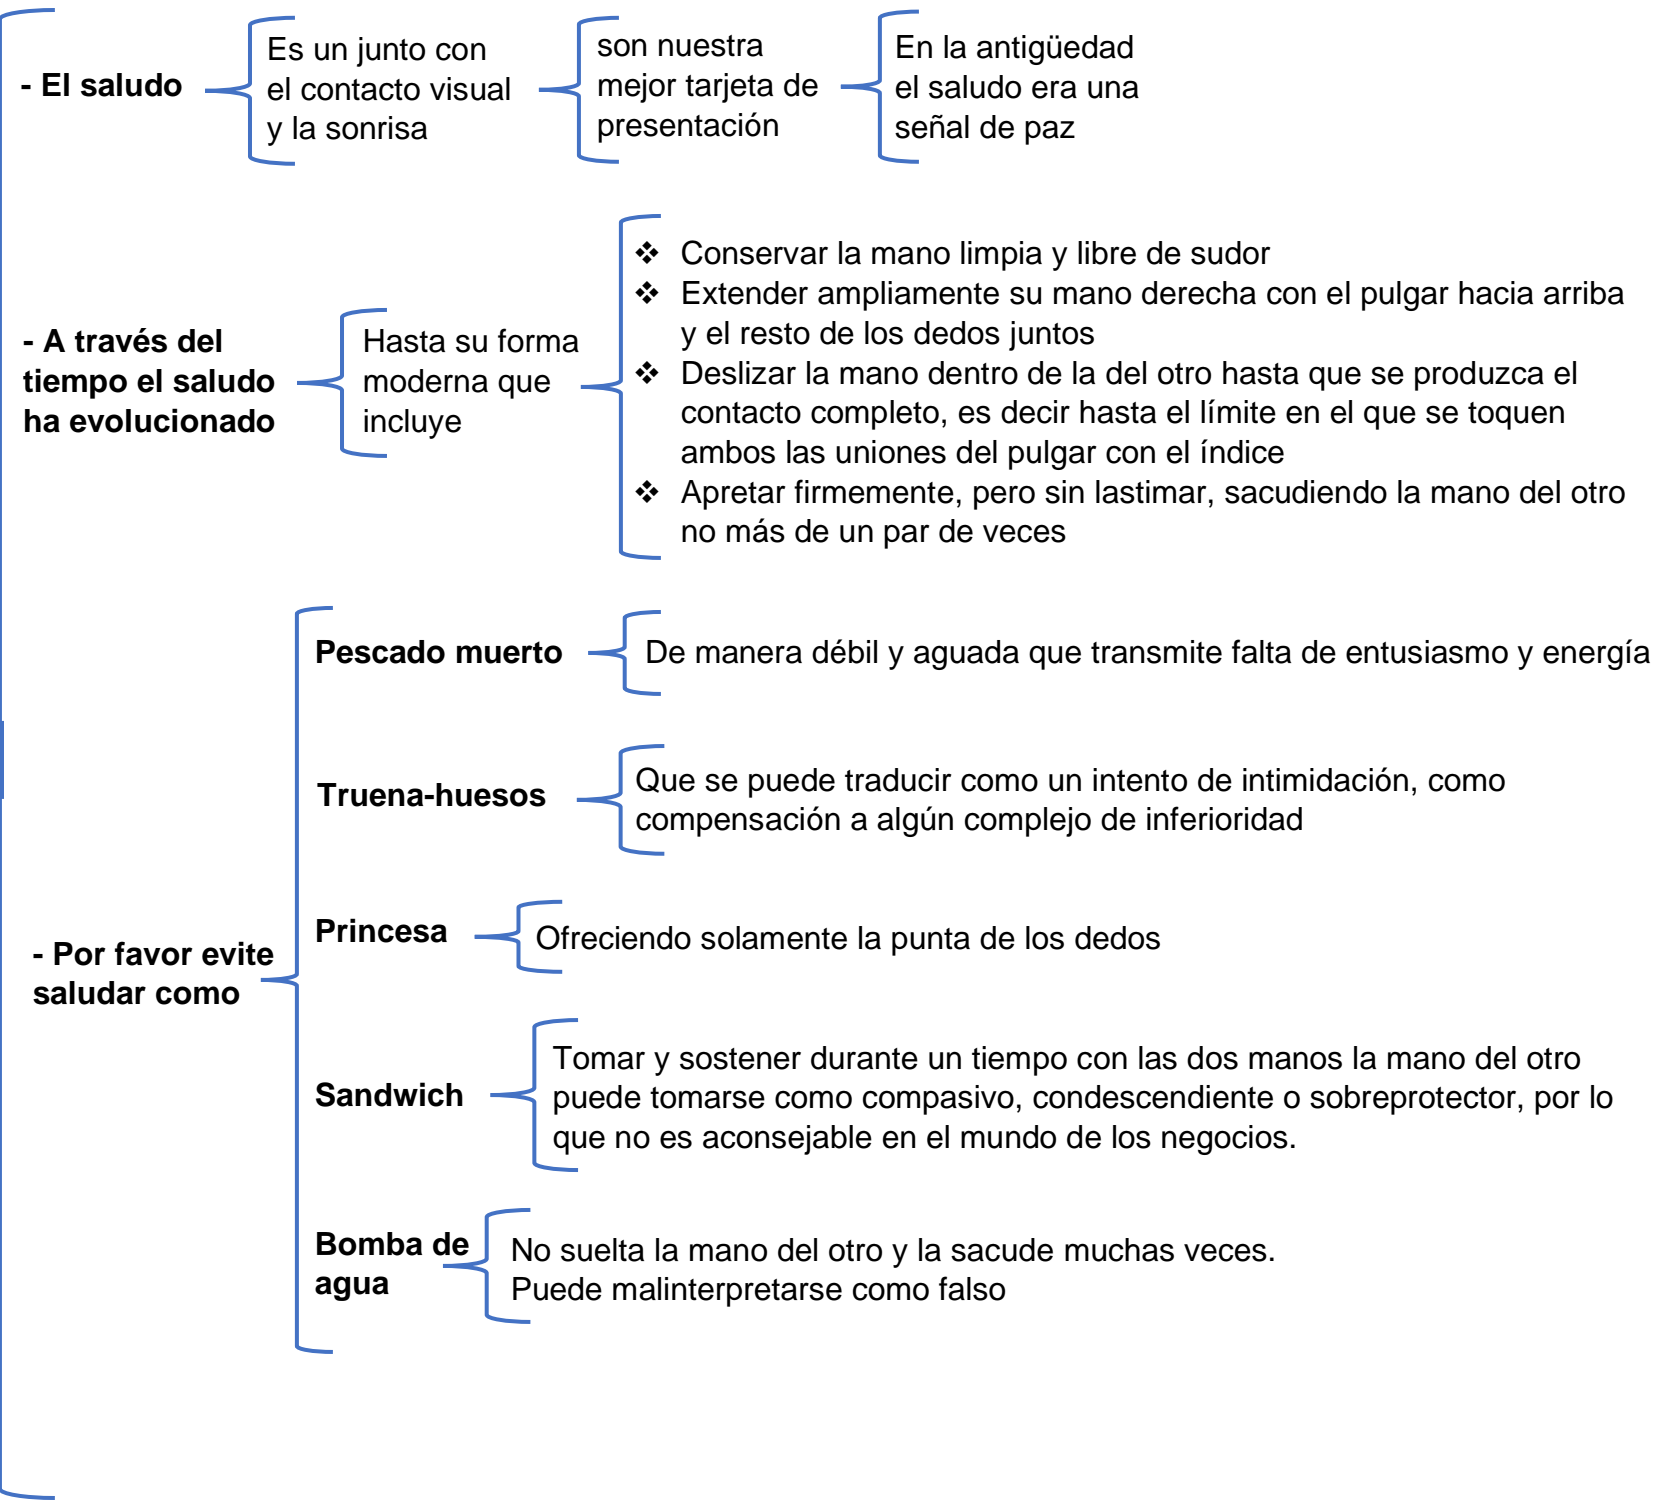 - El saludo
Es un junto con
el contacto visual
y la sonrisa
son nuestra
mejor tarjeta de
presentación
En la antigüedad
el saludo era una
señal de paz
- A través del
tiempo el saludo
ha evolucionado
Hasta su forma
moderna que
incluye
❖ Conservar la mano limpia y libre de sudor
❖ Extender ampliamente su mano derecha con el pulgar hacia arriba
y el resto de los dedos juntos
❖ Deslizar la mano dentro de la del otro hasta que se produzca el
contacto completo, es decir hasta el límite en el que se toquen
ambos las uniones del pulgar con el índice
❖ Apretar firmemente, pero sin lastimar, sacudiendo la mano del otro
no más de un par de veces
- Por favor evite
saludar como
Pescado muerto
De manera débil y aguada que transmite falta de entusiasmo y energía
Truena-huesos
Que se puede traducir como un intento de intimidación, como
compensación a algún complejo de inferioridad
Princesa
Ofreciendo solamente la punta de los dedos
Sandwich
Tomar y sostener durante un tiempo con las dos manos la mano del otro
puede tomarse como compasivo, condescendiente o sobreprotector, por lo
que no es aconsejable en el mundo de los negocios.
Bomba de
agua
No suelta la mano del otro y la sacude muchas veces.
Puede malinterpretarse como falso